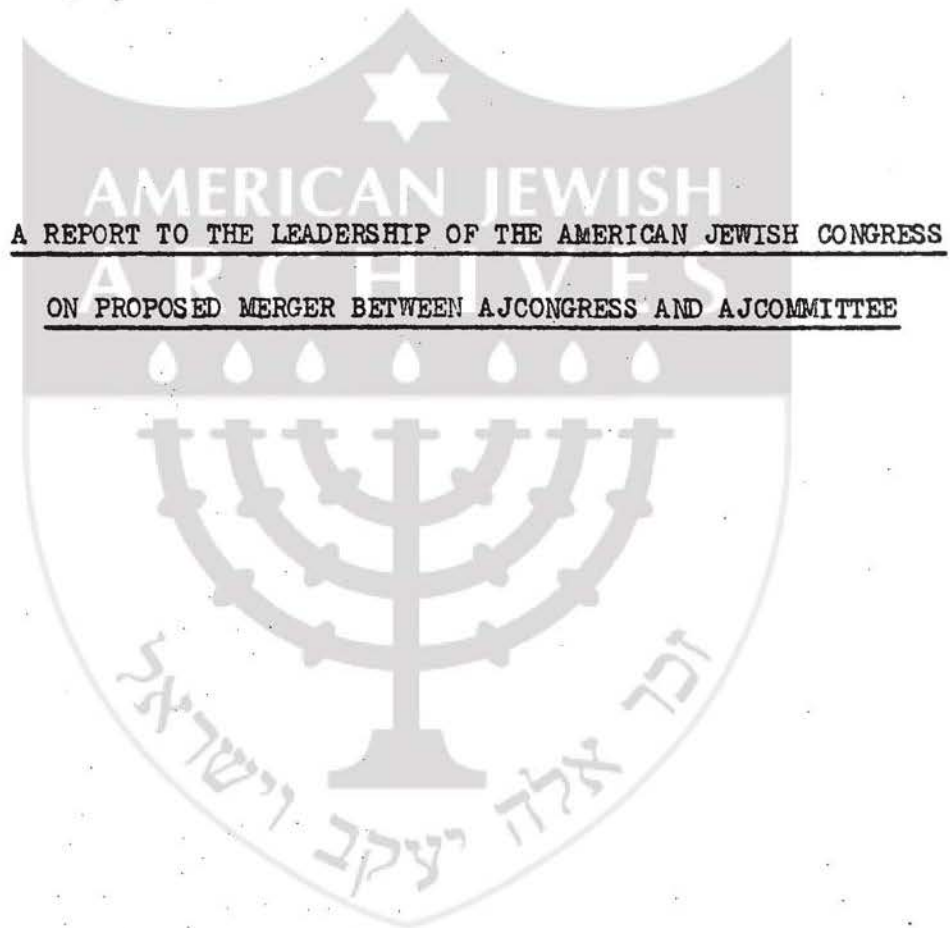 AMERICAN JEWISH
A REPORT TO THE LEADERSHIP OF THE AMERICAN JEWISH CONGRESS
ARCHIVES
ON PROPOSED MERGER BETWEEN AJCONGRESS AND AJCOMMITTEE
זכר אלה יעקב וישראל